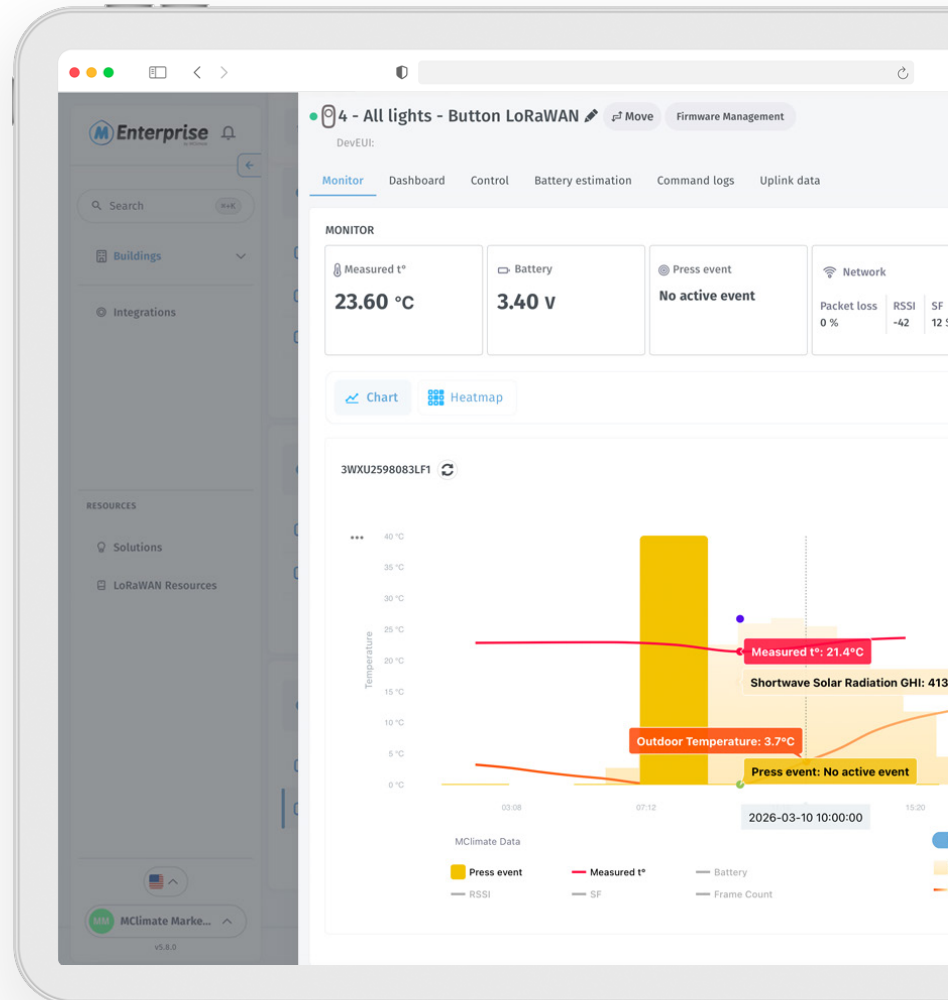 4 - All lights - Button LoRaWAN
Move
Firmware Management
DevEUI:
M Enterprise
Search
⌘+K
Buildings
Integrations
RESOURCES
Solutions
LoRaWAN Resources
MM
MClimate Marke...
v5.8.0
Monitor Dashboard Control Battery estimation Command logs Uplink data
MONITOR
Measured t°
23.60 °C
Battery
3.40 V
Press event
No active event
Network
Packet loss RSSI SF
0 % -42 12
Chart
Heatmap
3WXU2598083LF1
Temperature
40 °C
35 °C
30 °C
25 °C
20 °C
15 °C
10 °C
5 °C
0 °C
Measured t°: 21.4°C
Shortwave Solar Radiation GHI: 413
Outdoor Temperature: 3.7°C
Press event: No active event
03:08 07:12 15:20
2026-03-10 10:00:00
MClimate Data
Press event Measured t° Battery
RSSI SF Frame Count